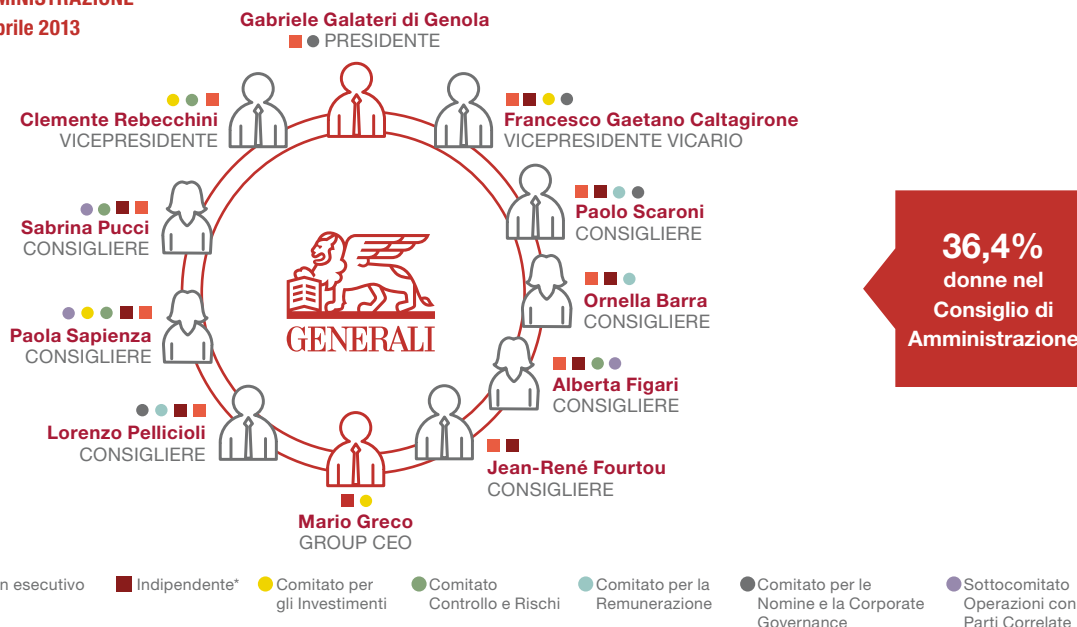 prile 2013
Gabriele Galateri di Genola
PRESIDENTE
Clemente Rebecchini
VICEPRESIDENTE
Francesco Gaetano Caltagirone
VICEPRESIDENTE VICARIO
Sabrina Pucci
CONSIGLIERE
Paolo Scaroni
CONSIGLIERE
Paola Sapienza
CONSIGLIERE
Ornella Barra
CONSIGLIERE
GENERALI
Alberta Figari
CONSIGLIERE
Lorenzo Pellicioli
CONSIGLIERE
Jean-René Fourtou
CONSIGLIERE
Mario Greco
GROUP CEO
36,4%
donne nel
Consiglio di
Amministrazione
n esecutivo
Indipendente*
Comitato per
gli Investimenti
Comitato
Controllo e Rischi
Comitato per la
Remunerazione
Comitato per le
Nomine e la Corporate
Governance
Sottocomitato
Operazioni con
Parti Correlate